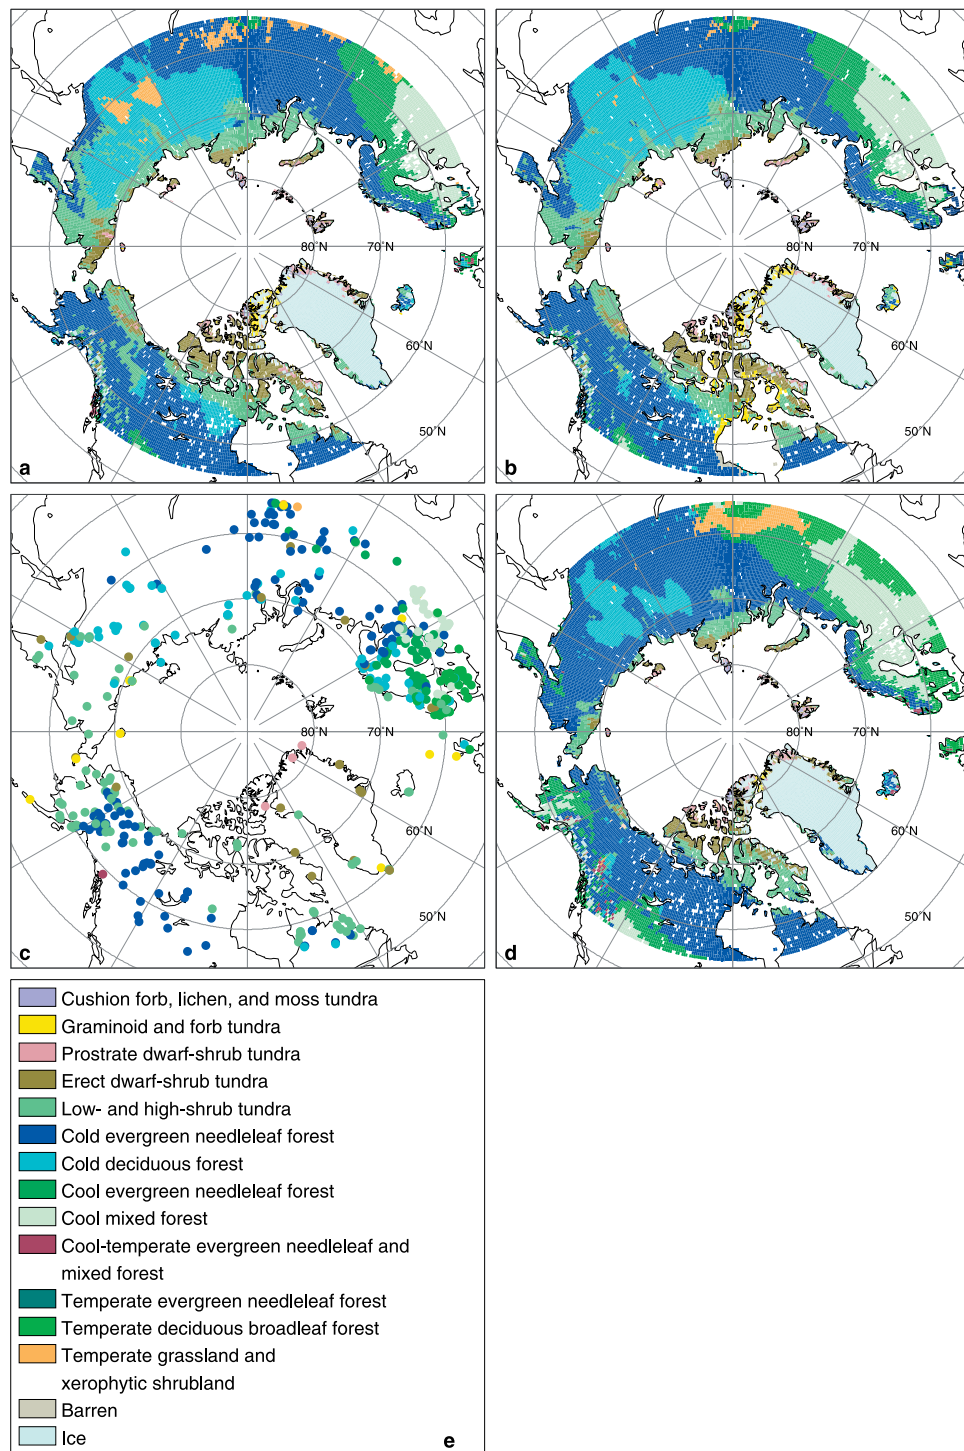 80°N
70°N
60°N
50°N
a
80°N
70°N
60°N
50°N
b
80°N
70°N
60°N
50°N
c
80°N
70°N
60°N
50°N
d
Cushion forb, lichen, and moss tundra
Graminoid and forb tundra
Prostrate dwarf-shrub tundra
Erect dwarf-shrub tundra
Low- and high-shrub tundra
Cold evergreen needleleaf forest
Cold deciduous forest
Cool evergreen needleleaf forest
Cool mixed forest
Cool-temperate evergreen needleleaf and
mixed forest
Temperate evergreen needleleaf forest
Temperate deciduous broadleaf forest
Temperate grassland and
xerophytic shrubland
Barren
Ice
e